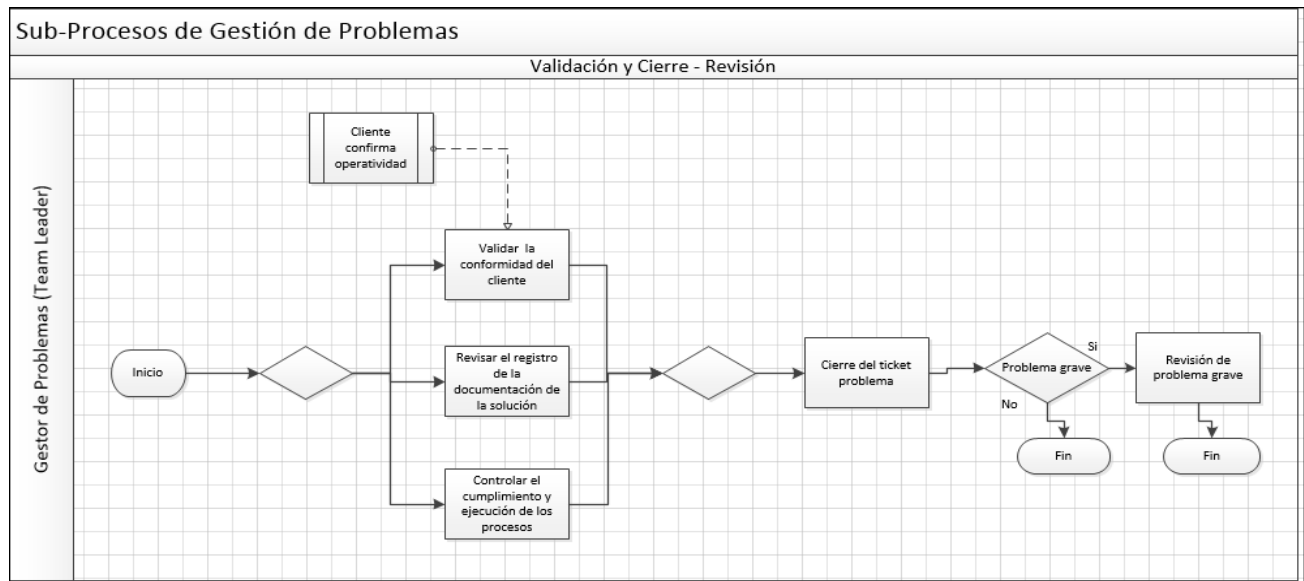 Sub-Procesos de Gestión de Problemas
Validación y Cierre - Revisión
Gestor de Problemas (Team Leader)
Cliente
confirma
operatividad
Validar la
conformidad del
cliente
Inicio
Revisar el registro
de la
documentación de
la solución
Controlar el
cumplimiento y
ejecución de los
procesos
Cierre del ticket
problema
Problema grave
Si
No
Revisión de
problema grave
Fin
Fin